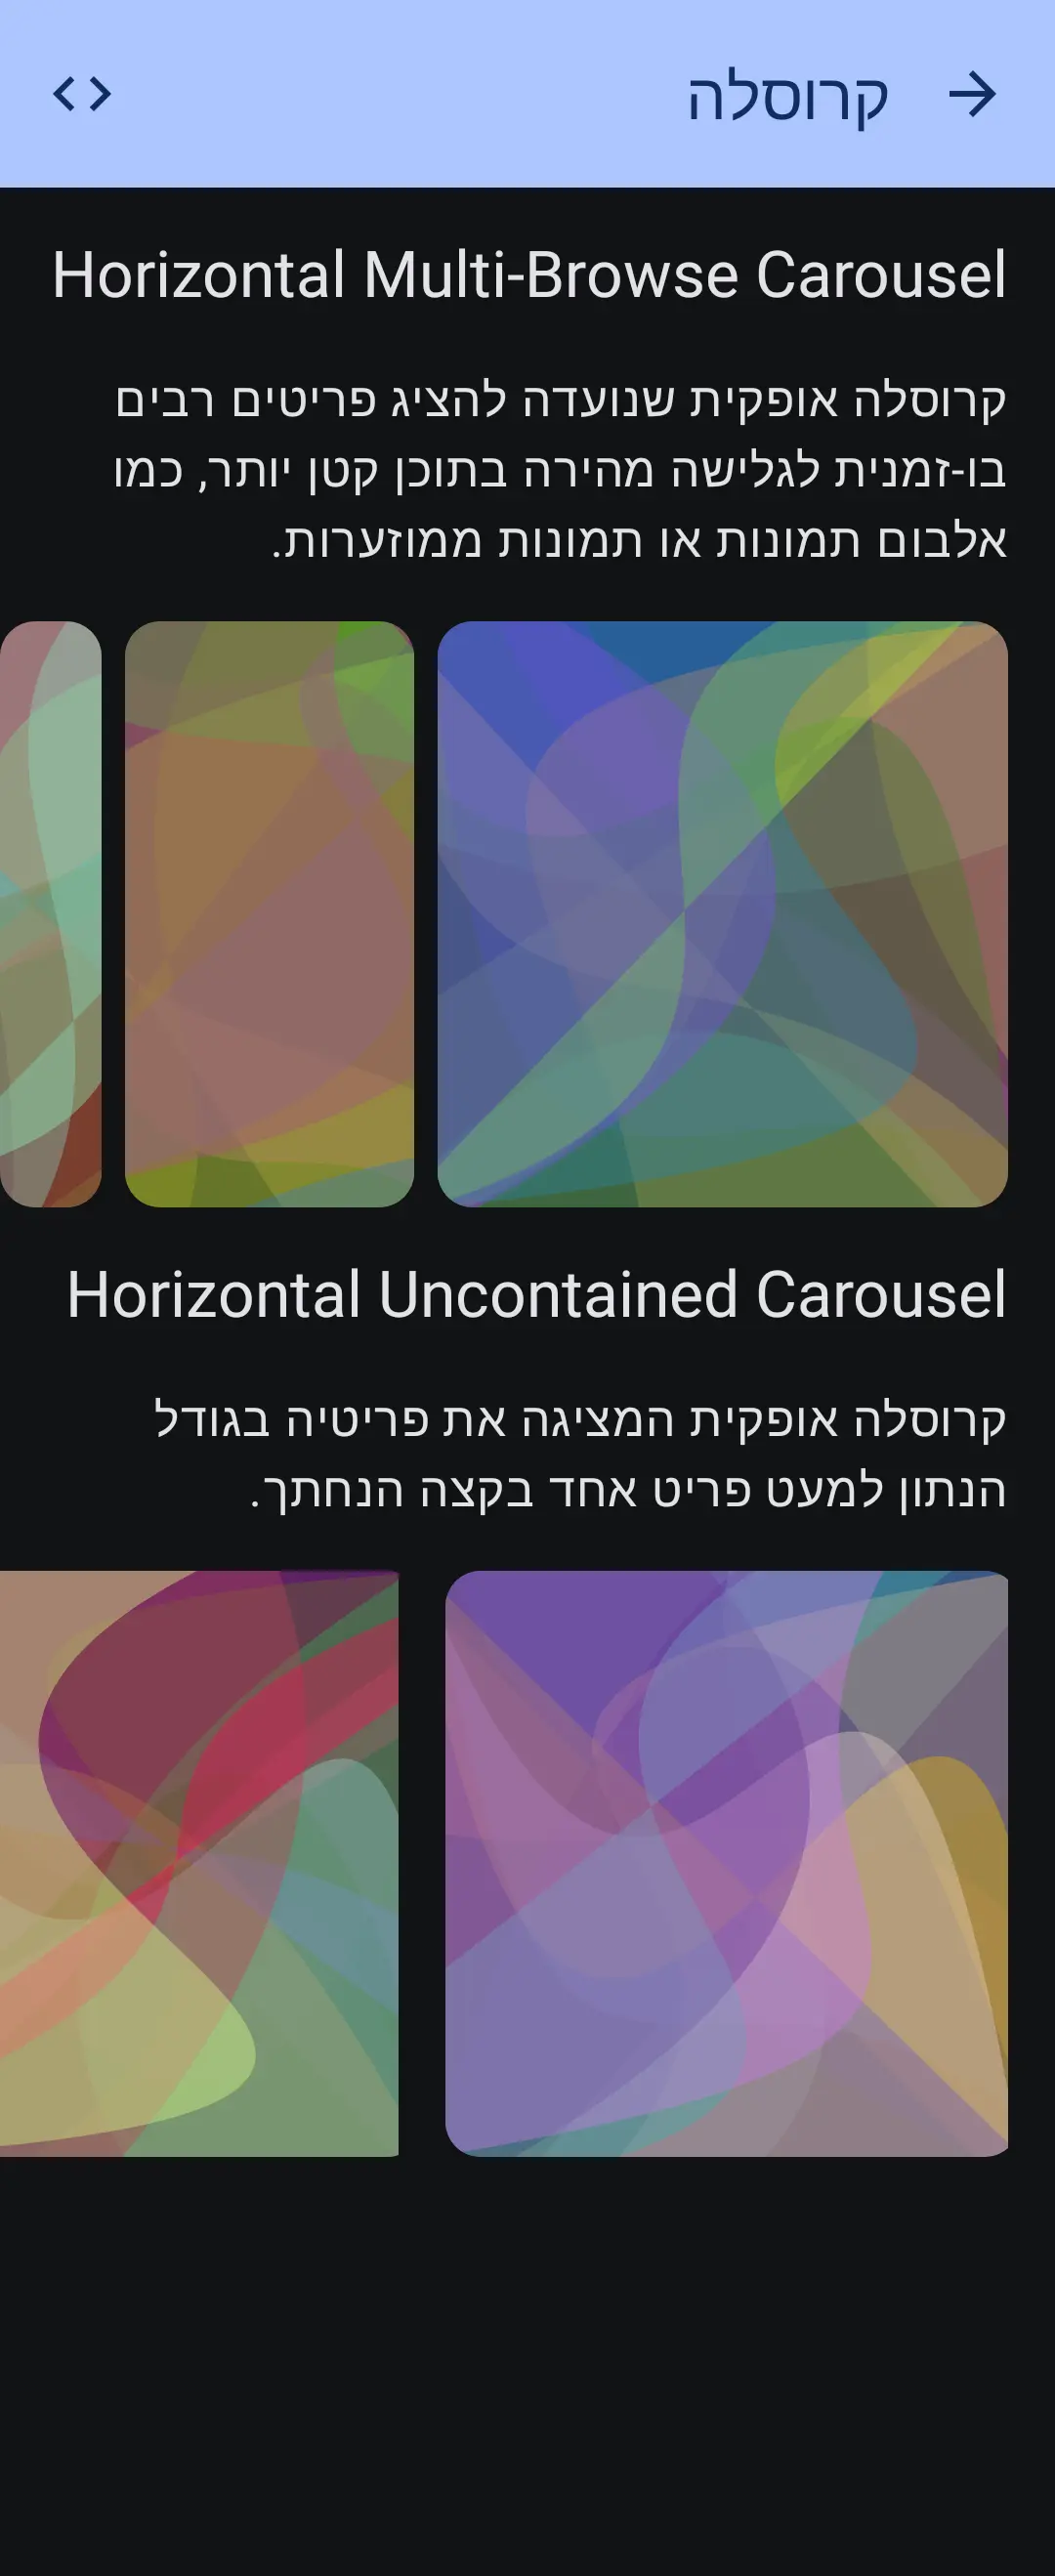 קרוסלה
Horizontal Multi-Browse Carousel
קרוסלה אופקית שנועדה להציג פריטים רבים
בו-זמנית לגלישה מהירה בתוכן קטן יותר, כמו
אלבום תמונות או תמונות ממוזערות.
Horizontal Uncontained Carousel
קרוסלה אופקית המציגה את פריטיה בגודל
הנתון למעט פריט אחד בקצה הנחתך.